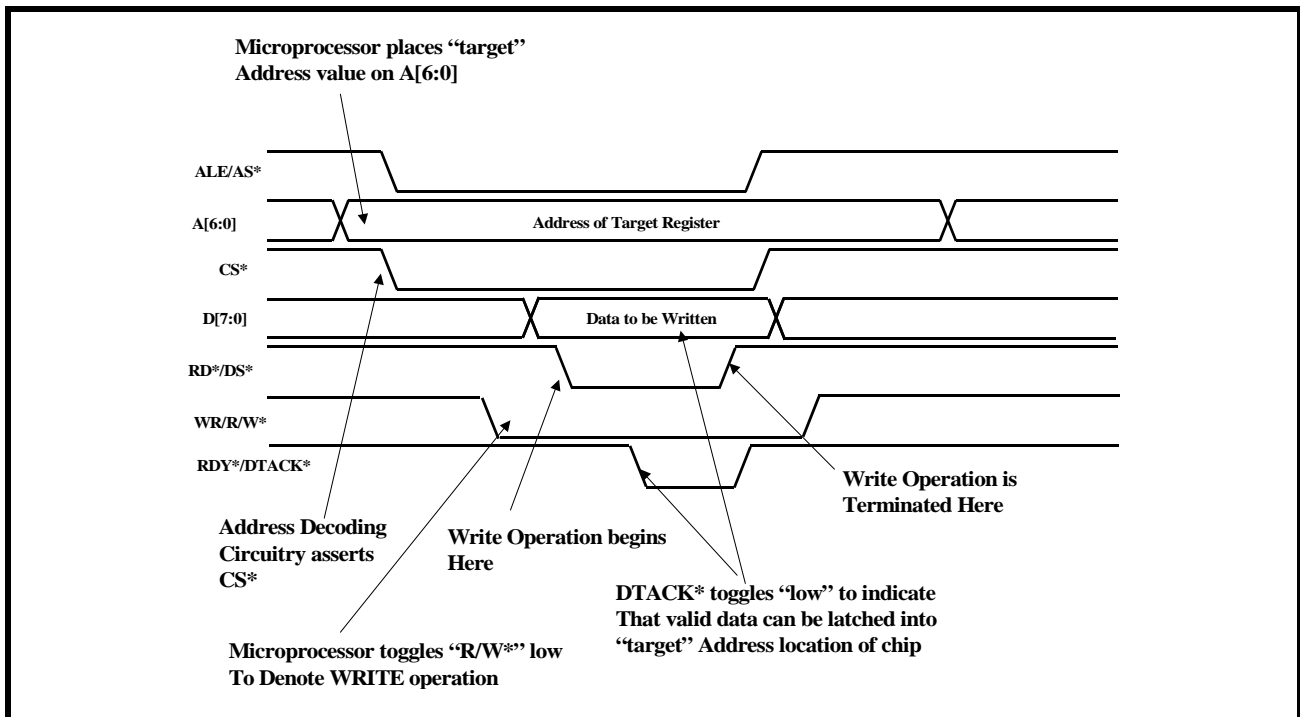 Microprocessor places “target”
Address value on A[6:0]
ALE/AS*
A[6:0]
Address of Target Register
CS*
D[7:0]
Data to be Written
RD*/DS*
WR/R/W*
RDY*/DTACK*
Write Operation is
Terminated Here
Address Decoding
Circuitry asserts
CS*
Write Operation begins
Here
DTACK* toggles “low” to indicate
That valid data can be latched into
“target” Address location of chip
Microprocessor toggles “R/W*” low
To Denote WRITE operation